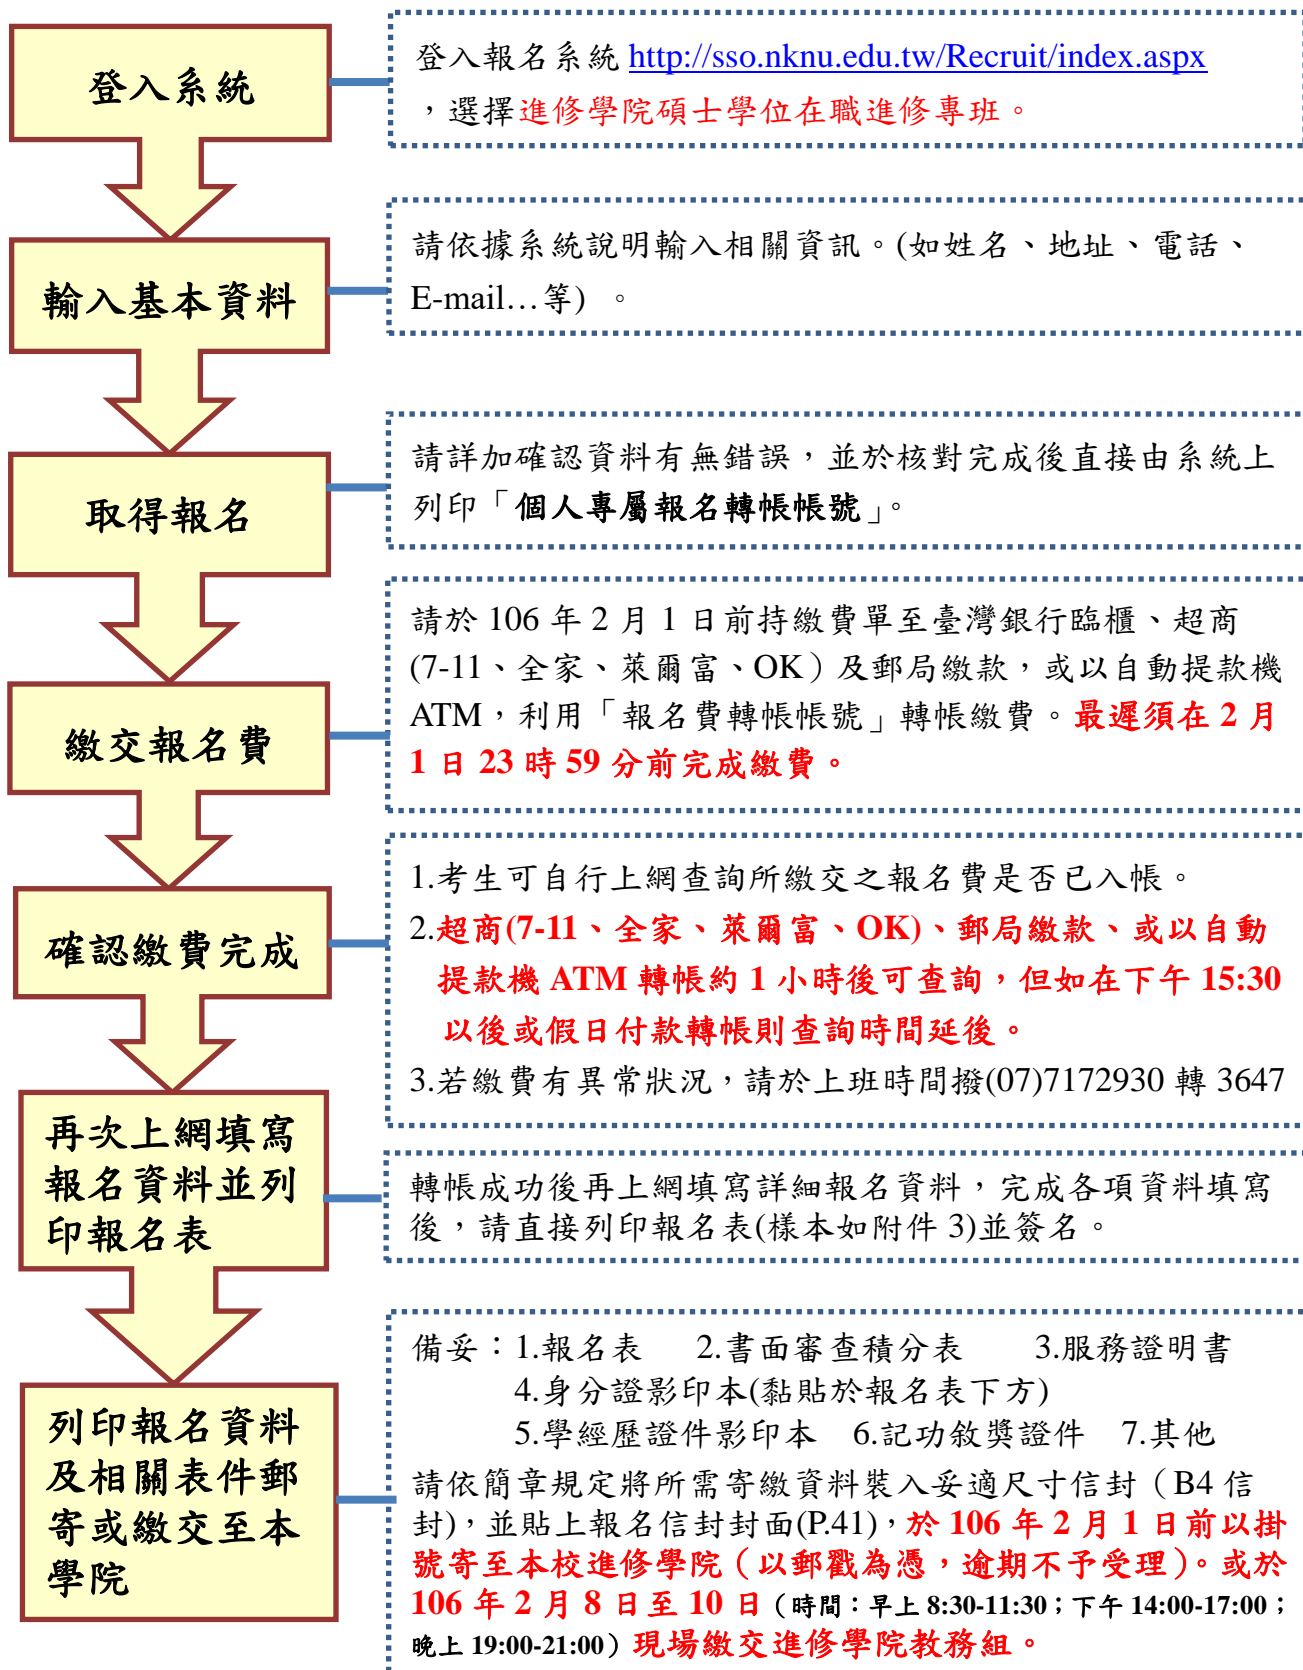 登入系統
登入報名系統 http://sso.nknu.edu.tw/Recruit/index.aspx
，選擇進修學院碩士學位在職進修專班。
輸入基本資料
請依據系統說明輸入相關資訊。(如姓名、地址、電話、
E-mail…等) 。
取得報名
請詳加確認資料有無錯誤，並於核對完成後直接由系統上
列印「個人專屬報名轉帳帳號」。
繳交報名費
請於 106 年 2 月 1 日前持繳費單至臺灣銀行臨櫃、超商
(7-11、全家、萊爾富、OK）及郵局繳款，或以自動提款機
ATM，利用「報名費轉帳帳號」轉帳繳費。最遲須在 2 月
1 日 23 時 59 分前完成繳費。
確認繳費完成
1.考生可自行上網查詢所繳交之報名費是否已入帳。
2.超商(7-11、全家、萊爾富、OK)、郵局繳款、或以自動
提款機 ATM 轉帳約 1 小時後可查詢，但如在下午 15:30
以後或假日付款轉帳則查詢時間延後。
3.若繳費有異常狀況，請於上班時間撥(07)7172930 轉 3647
再次上網填寫
報名資料並列
印報名表
轉帳成功後再上網填寫詳細報名資料，完成各項資料填寫
後，請直接列印報名表(樣本如附件 3)並簽名。
列印報名資料
及相關表件郵
寄或繳交至本
學院
備妥：1.報名表 2.書面審查積分表 3.服務證明書
4.身分證影印本(黏貼於報名表下方)
5.學經歷證件影印本 6.記功敘獎證件 7.其他
請依簡章規定將所需寄繳資料裝入妥適尺寸信封（B4 信
封)，並貼上報名信封封面(P.41)，於 106 年 2 月 1 日前以掛
號寄至本校進修學院（以郵戳為憑，逾期不予受理）。或於
106 年 2 月 8 日至 10 日（時間：早上 8:30-11:30；下午 14:00-17:00；
晚上 19:00-21:00）現場繳交進修學院教務組。